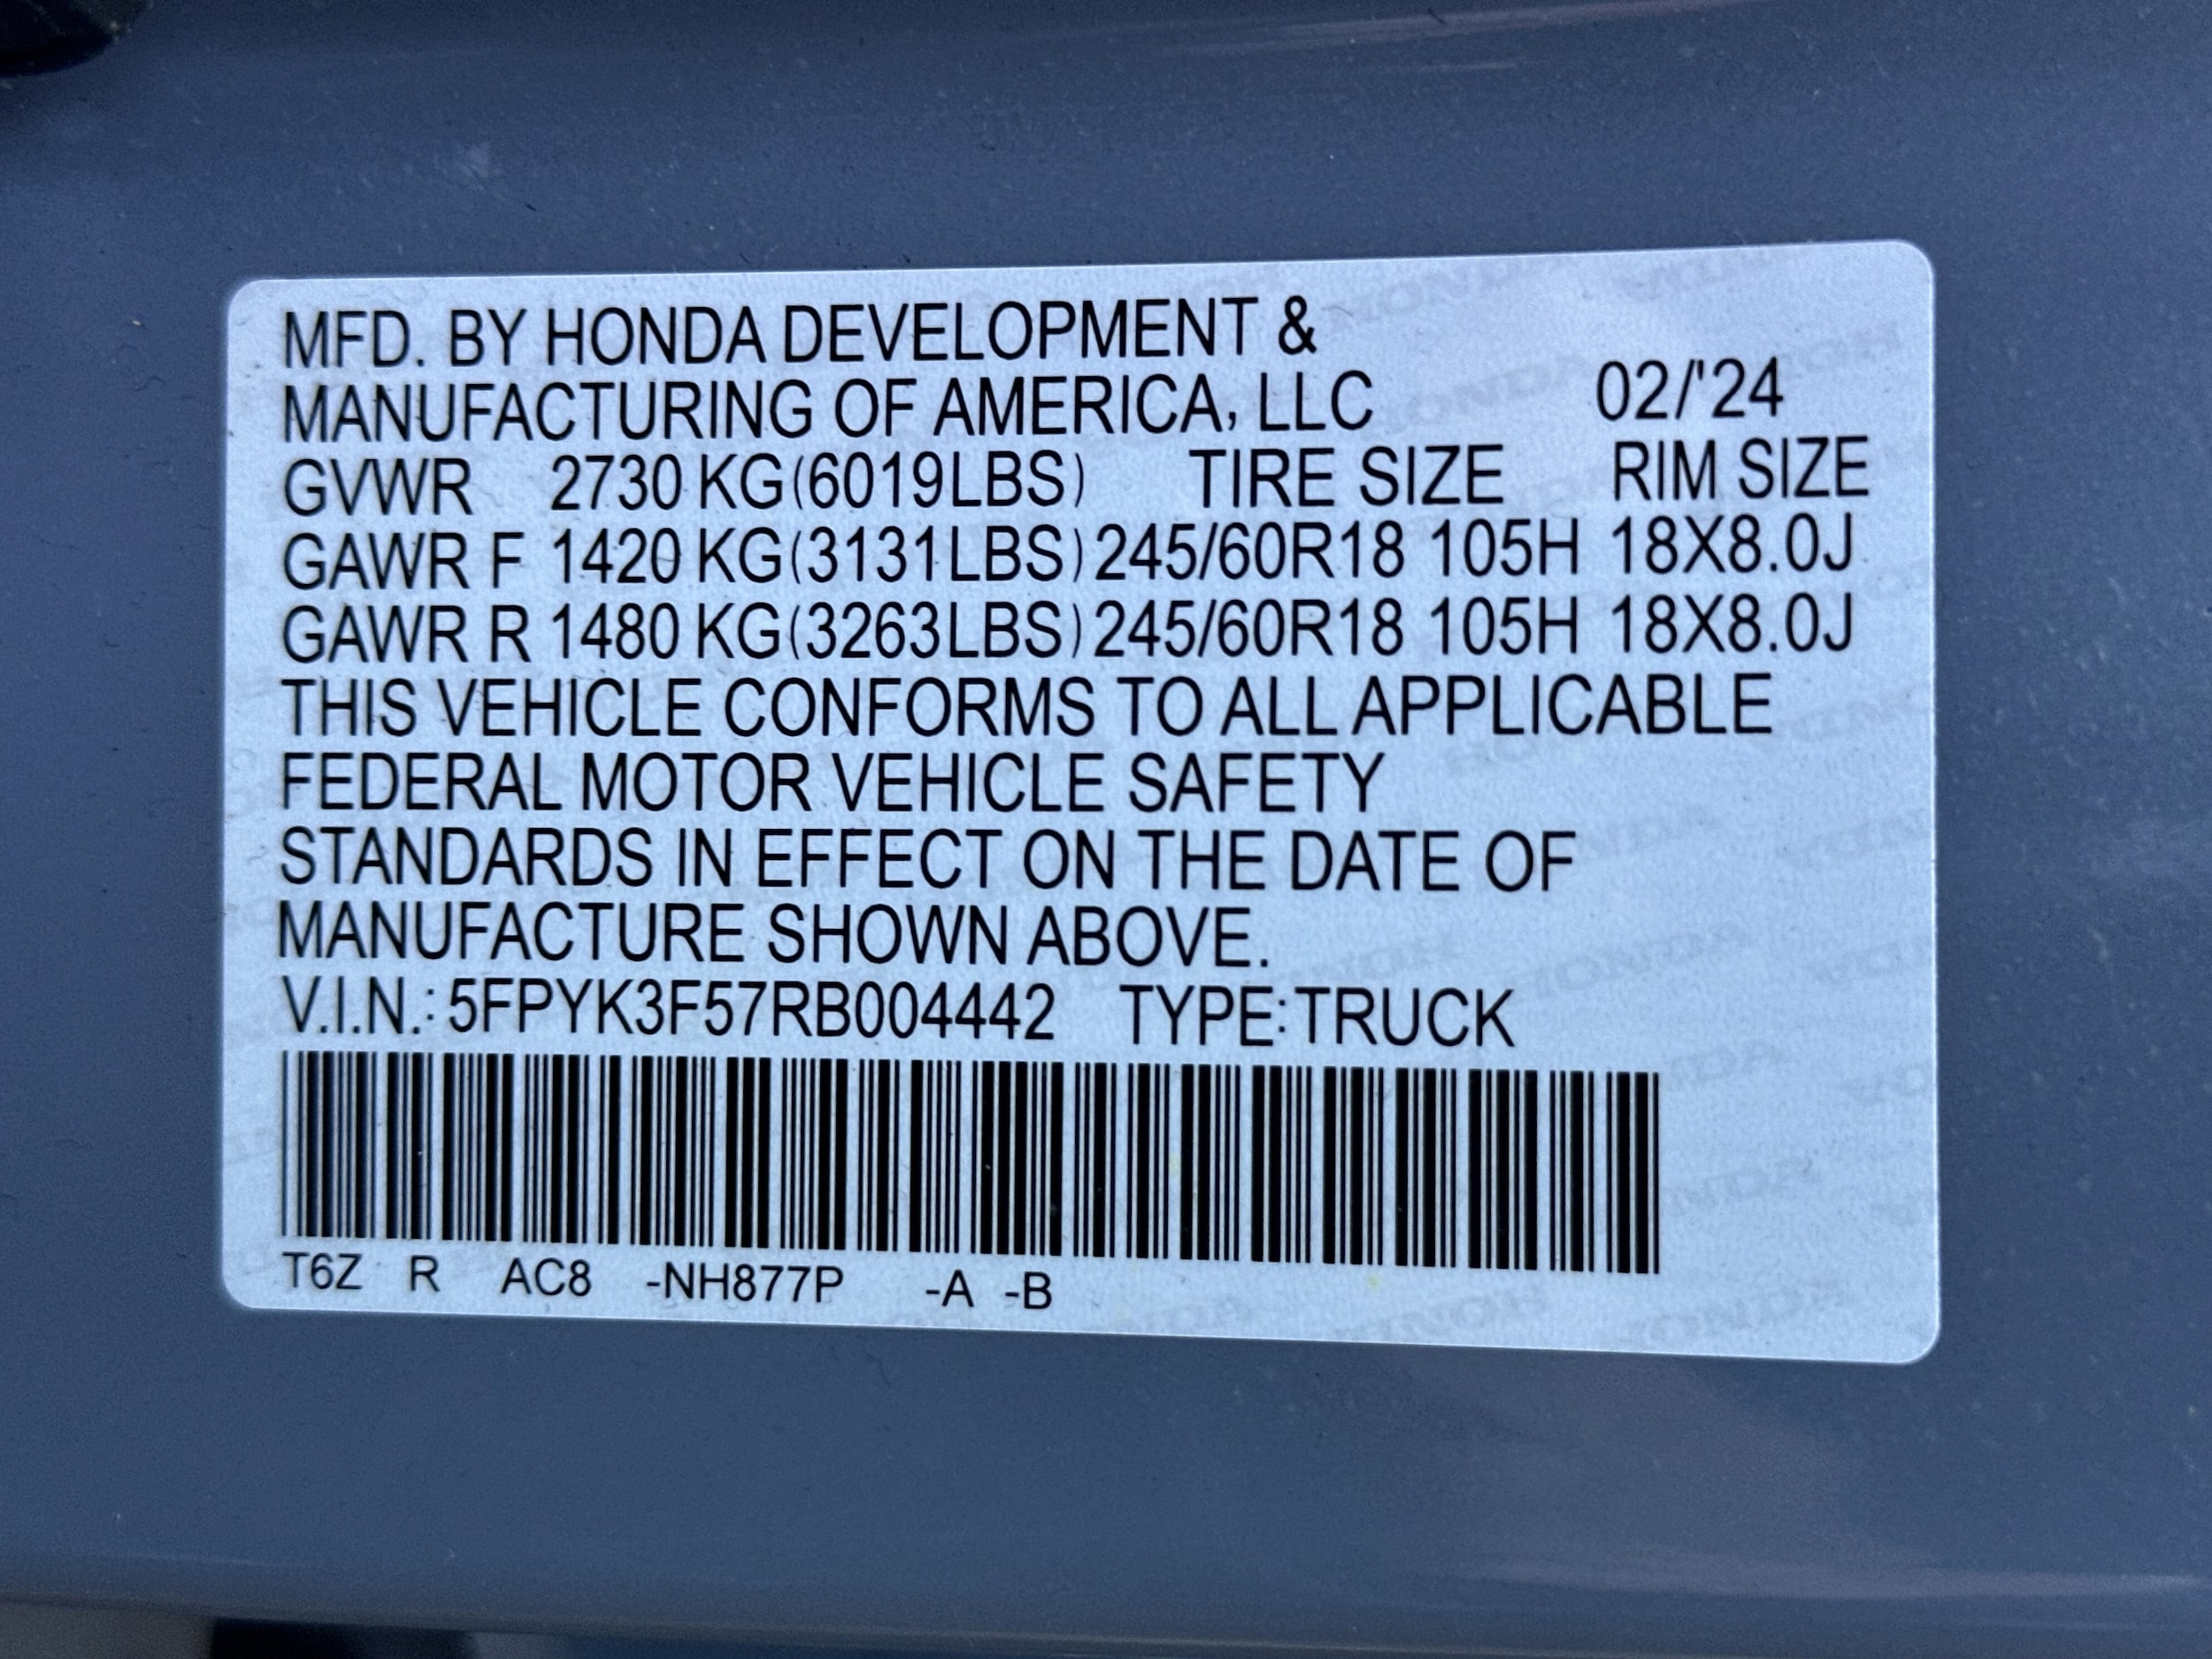 MFD. BY HONDA DEVELOPMENT &
MANUFACTURING OF AMERICA, LLC 02/'24
GVWR 2730 KG(6019LBS) TIRE SIZE RIM SIZE
GAWR F 1420 KG(3131LBS) 245/60R18 105H 18X8.0J
GAWR R 1480 KG(3263LBS) 245/60R18 105H 18X8.0J
THIS VEHICLE CONFORMS TO ALL APPLICABLE
FEDERAL MOTOR VEHICLE SAFETY
STANDARDS IN EFFECT ON THE DATE OF
MANUFACTURE SHOWN ABOVE.
V.I.N.: 5FPYK3F57RB004442 TYPE:TRUCK
T6Z R AC8 -NH877P -A -B